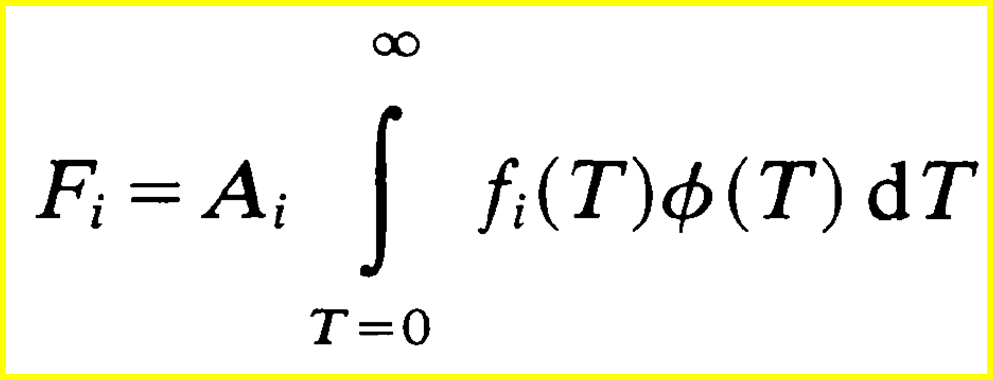 ∞
F_i = A_i ∫ f_i(T)ϕ(T) dT
T=0